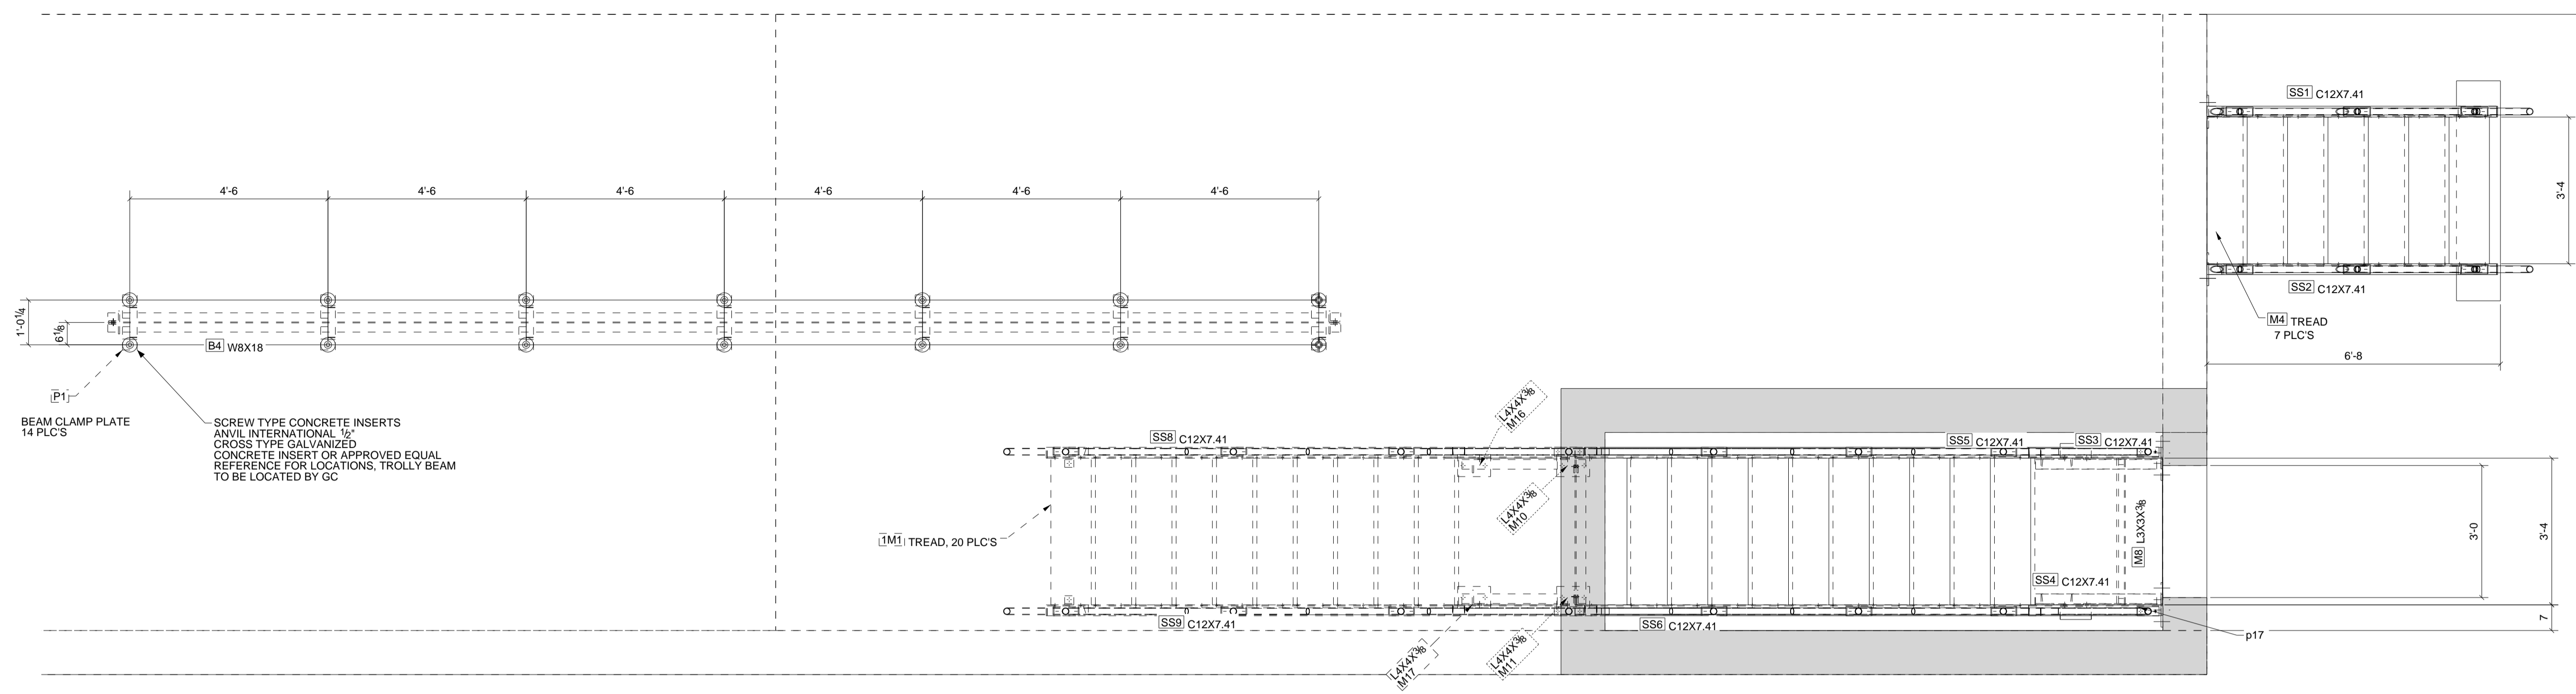 4'-6
4'-6
4'-6
4'-6
4'-6
4'-6
1'-0 1/4
6 1/8
B4 W8X18
P1
BEAM CLAMP PLATE
14 PLC'S
SCREW TYPE CONCRETE INSERTS
ANVIL INTERNATIONAL 1/2"
CROSS TYPE GALVANIZED
CONCRETE INSERT OR APPROVED EQUAL
REFERENCE FOR LOCATIONS, TROLLY BEAM
TO BE LOCATED BY GC
SS1 C12X7.41
3'-4
SS2 C12X7.41
M4 TREAD
7 PLC'S
6'-8
L4X4X3/8
M16
SS8 C12X7.41
SS5 C12X7.41
SS3 C12X7.41
L4X4X3/8
M10
1M1 TREAD, 20 PLC'S
M8 L3X3X3/8
3'-0
3'-4
SS4 C12X7.41
SS9 C12X7.41
SS6 C12X7.41
7
p17
L4X4X3/8
M17
L4X4X3/8
M11